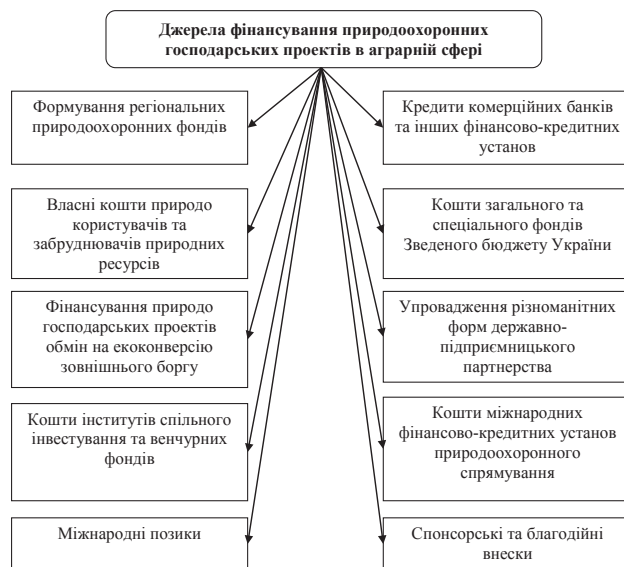 Джерела фінансування природоохоронних
господарських проектів в аграрній сфері
Формування регіональних
природоохоронних фондів
Кредити комерційних банків
та інших фінансово-кредитних
установ
Власні кошти природо
користувачів та
забруднювачів природних
ресурсів
Кошти загального та
спеціального фондів
Зведеного бюджету України
Фінансування природо
господарських проектів
обмін на екоконверсію
зовнішнього боргу
Упровадження різноманітних
форм державно-
підприємницького
партнерства
Кошти інститутів спільного
інвестування та венчурних
фондів
Кошти міжнародних
фінансово-кредитних установ
природоохоронного
спрямування
Міжнародні позики
Спонсорські та благодійні
внески